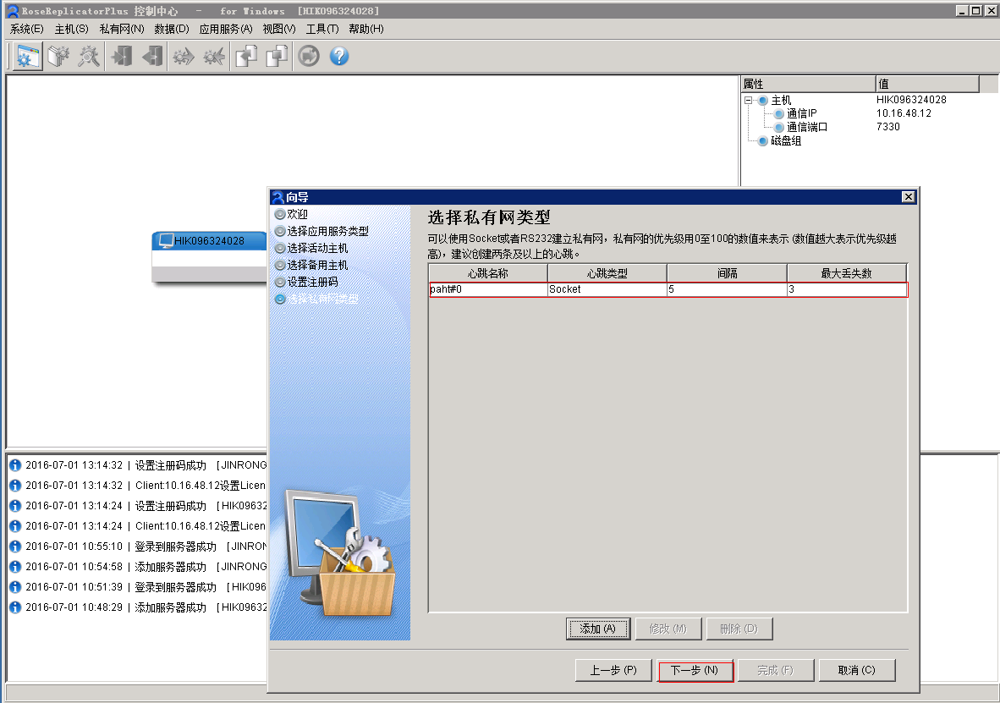 RoseReplicatorPlus 控制中心 - for Windows [HIK096324028]
系统(E) 主机(S) 私有网(N) 数据(D) 应用服务(A) 视图(V) 工具(T) 帮助(H)
属性 值
主机 HIK096324028
通信IP 10.16.48.12
通信端口 7330
磁盘组
HIK096324028
向导
欢迎
选择应用服务类型
选择活动主机
选择备用主机
设置注册码
选择私有网类型
选择私有网类型
可以使用Socket或者RS232建立私有网，私有网的优先级用0至100的数值来表示 (数值越大表示优先级越
高)，建议创建两条及以上的心跳。
心跳名称 心跳类型 间隔 最大丢失数
paht#0 Socket 5 3
添加 (A) 修改 (M) 删除 (D)
上一步 (P) 下一步 (N) 完成 (F) 取消 (C)
2016-07-01 13:14:32 | 设置注册码成功 [JINRONG
2016-07-01 13:14:32 | Client:10.16.48.12设置Licen
2016-07-01 13:14:24 | 设置注册码成功 [HIK09632
2016-07-01 13:14:24 | Client:10.16.48.12设置Licen
2016-07-01 10:55:10 | 登录到服务器成功 [JINRON
2016-07-01 10:54:58 | 添加服务器成功 [JINRONG
2016-07-01 10:51:39 | 登录到服务器成功 [HIK096
2016-07-01 10:48:29 | 添加服务器成功 [HIK09632